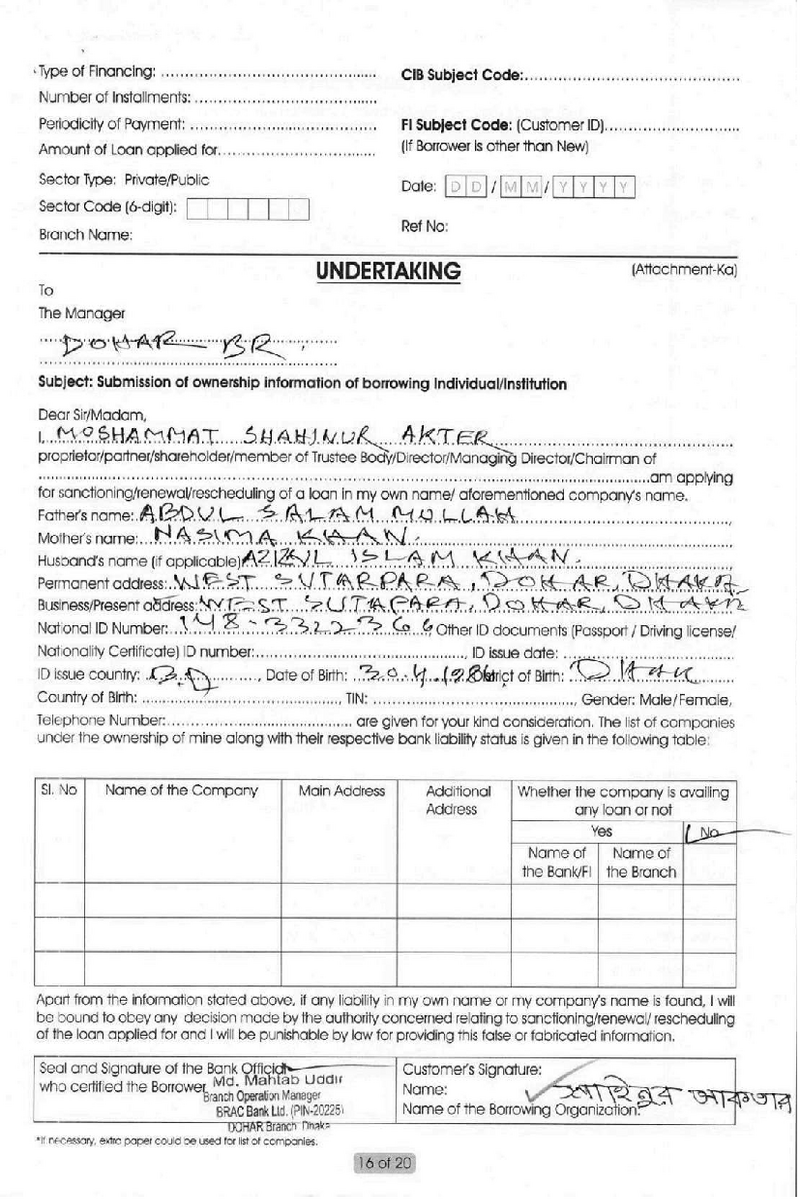 Type of Financing: ..........
CIB Subject Code:..........
Number of Installments: ..........
Periodicity of Payment: ..........
FI Subject Code: (Customer ID)..........
Amount of Loan applied for..........
(If Borrower is other than New)
Sector Type: Private/Public
Date: DD / MM / YYYY
Sector Code (6-digit):
Ref No:
Branch Name:
UNDERTAKING
(Attachment-Ka)
To
The Manager
DOHAR BR.
Subject: Submission of ownership information of borrowing Individual/Institution
Dear Sir/Madam,
I, MOSHAMMAT SHAHINUR AKTER
proprietor/partner/shareholder/member of Trustee Body/Director/Managing Director/Chairman of
..........am applying
for sanctioning/renewal/rescheduling of a loan in my own name/ aforementioned company's name.
Father's name: ABDUL SALAM MOLLAH
Mother's name: NASIMA KHAN.
Husband's name (if applicable) AZIZUL ISLAM KHAN.
Permanent address: WEST SUTARPARA, DOHAR, DHAKA
Business/Present address: WEST SUTAPARA, DOHAR, DHAKA
National ID Number: 148-3322366 Other ID documents (Passport / Driving license/
Nationality Certificate) ID number:.........., ID issue date: ..........,
ID issue country: BD, Date of Birth: 30.4.1986, District of Birth: DHAK
Country of Birth: .........., TIN: .........., Gender: Male/Female,
Telephone Number:.......... are given for your kind consideration. The list of companies
under the ownership of mine along with their respective bank liability status is given in the following table:
Sl. No
Name of the Company
Main Address
Additional Address
Whether the company is availing
any loan or not
Yes
No
Name of the Bank/FI
Name of the Branch
Apart from the information stated above, if any liability in my own name or my company's name is found, I will
be bound to obey any decision made by the authority concerned relating to sanctioning/renewal/ rescheduling
of the loan applied for and I will be punishable by law for providing this false or fabricated information.
Seal and Signature of the Bank Official
who certified the Borrower
Md. Mahtab Uddin
Branch Operation Manager
BRAC Bank Ltd. (PIN-20225)
DOHAR Branch Dhaka
Customer's Signature:
Name: শাহিনুর আকতার
Name of the Borrowing Organization:
*If necessary, extra paper could be used for list of companies.
16 of 20